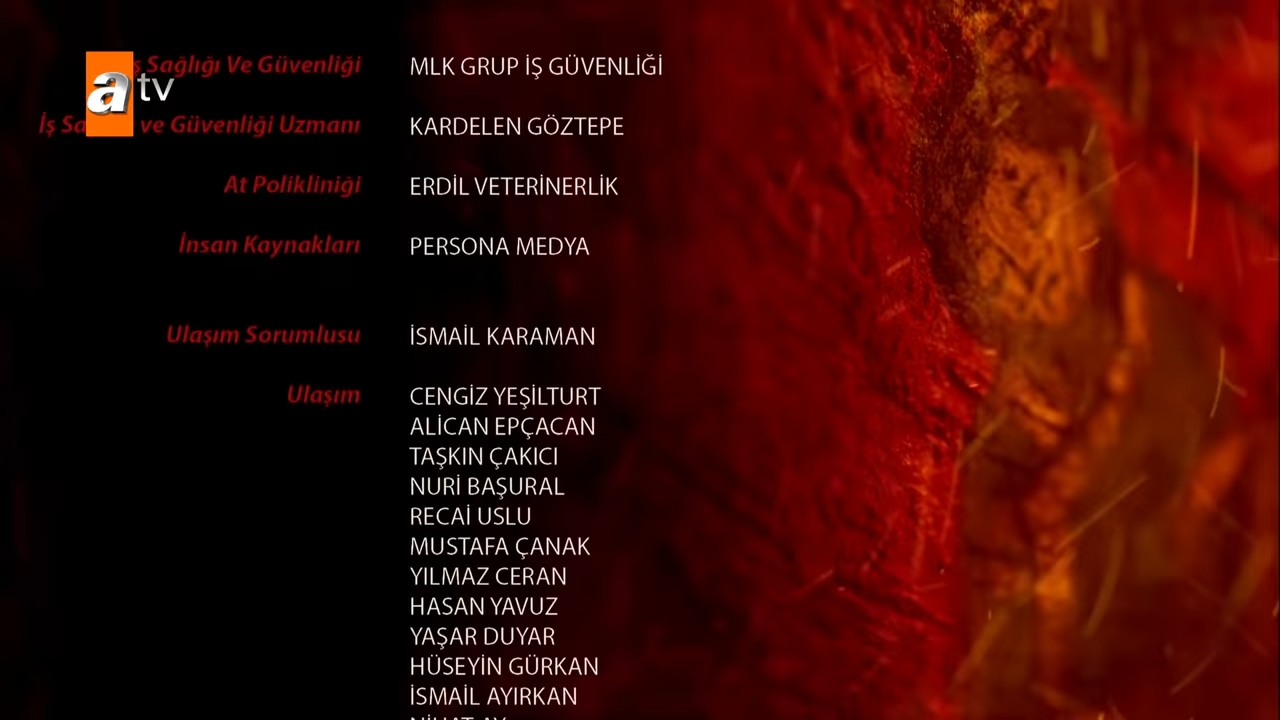 atv
ş Sağlığı Ve Güvenliği MLK GRUP İŞ GÜVENLİĞİ
İş Sa ve Güvenliği Uzmanı KARDELEN GÖZTEPE
At Polikliniği ERDİL VETERİNERLİK
İnsan Kaynakları PERSONA MEDYA
Ulaşım Sorumlusu İSMAİL KARAMAN
Ulaşım CENGİZ YEŞİLTURT
ALİCAN EPÇACAN
TAŞKIN ÇAKICI
NURİ BAŞURAL
RECAİ USLU
MUSTAFA ÇANAK
YILMAZ CERAN
HASAN YAVUZ
YAŞAR DUYAR
HÜSEYİN GÜRKAN
İSMAİL AYIRKAN